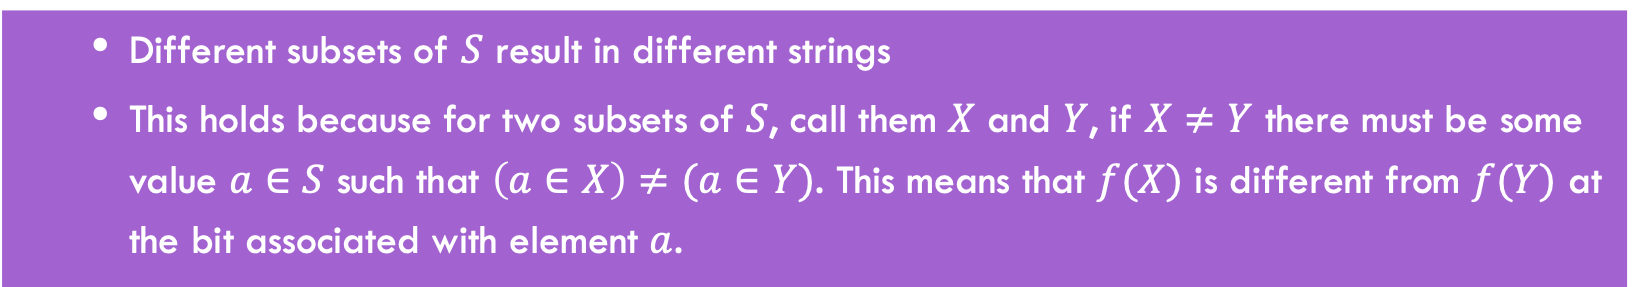 • Different subsets of S result in different strings
• This holds because for two subsets of S, call them X and Y, if X ≠ Y there must be some
value a ∈ S such that (a ∈ X) ≠ (a ∈ Y). This means that f(X) is different from f(Y) at
the bit associated with element a.